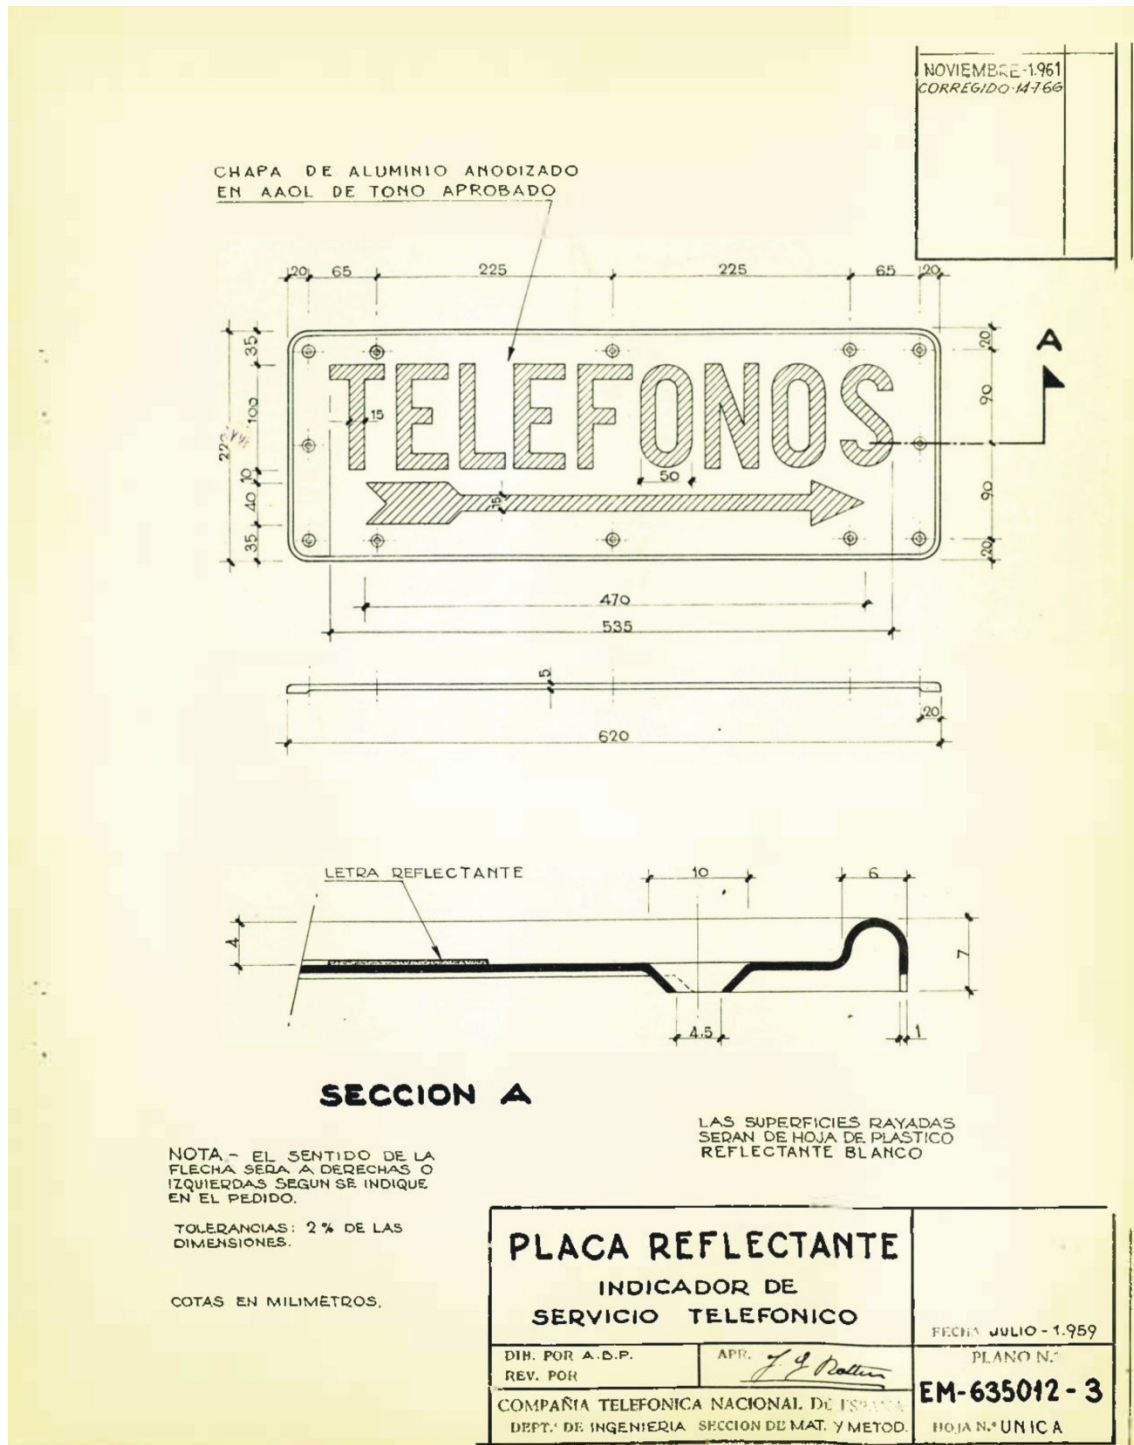 NOVIEMBRE-1.961
CORREGIDO-14-7-66
CHAPA DE ALUMINIO ANODIZADO
EN AAOL DE TONO APROBADO
20 65 225 225 65 20
35
100
220
10
40
35
15
TELEFONOS
50
15
20
90
90
20
A
470
535
5
20
620
LETRA REFLECTANTE
10
6
4
7
4.5
1
SECCION A
LAS SUPERFICIES RAYADAS
SERAN DE HOJA DE PLASTICO
REFLECTANTE BLANCO
NOTA.- EL SENTIDO DE LA
FLECHA SERA A DERECHAS O
IZQUIERDAS SEGUN SE INDIQUE
EN EL PEDIDO.
TOLERANCIAS: 2 % DE LAS
DIMENSIONES.
COTAS EN MILIMETROS.
PLACA REFLECTANTE
INDICADOR DE
SERVICIO TELEFONICO
FECHA JULIO - 1.959
DIB. POR A.B.P.
REV. POR
APR.
PLANO N.º
EM-635012 - 3
COMPAÑIA TELEFONICA NACIONAL DE ESPAÑA
DEPT.º DE INGENIERIA SECCION DE MAT. Y METOD.
HOJA N.º UNICA